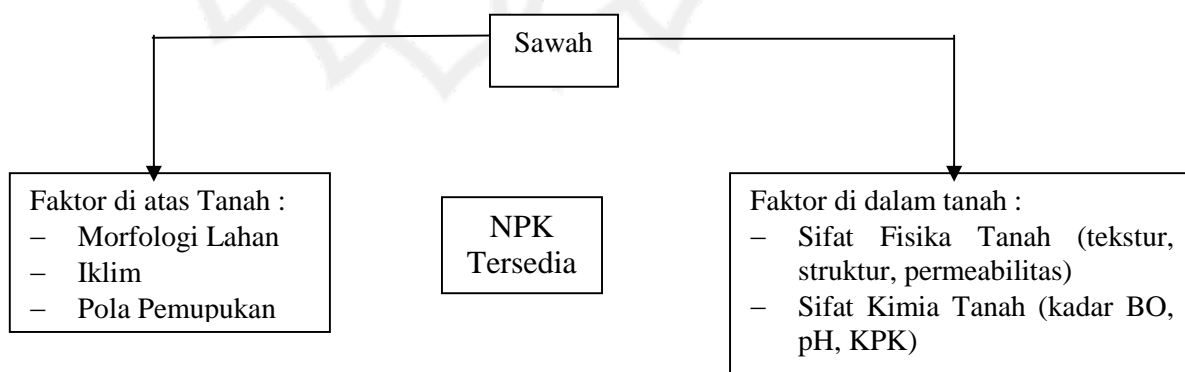 Sawah
Faktor di atas Tanah :
– Morfologi Lahan
– Iklim
– Pola Pemupukan
NPK
Tersedia
Faktor di dalam tanah :
– Sifat Fisika Tanah (tekstur,
struktur, permeabilitas)
– Sifat Kimia Tanah (kadar BO,
pH, KPK)